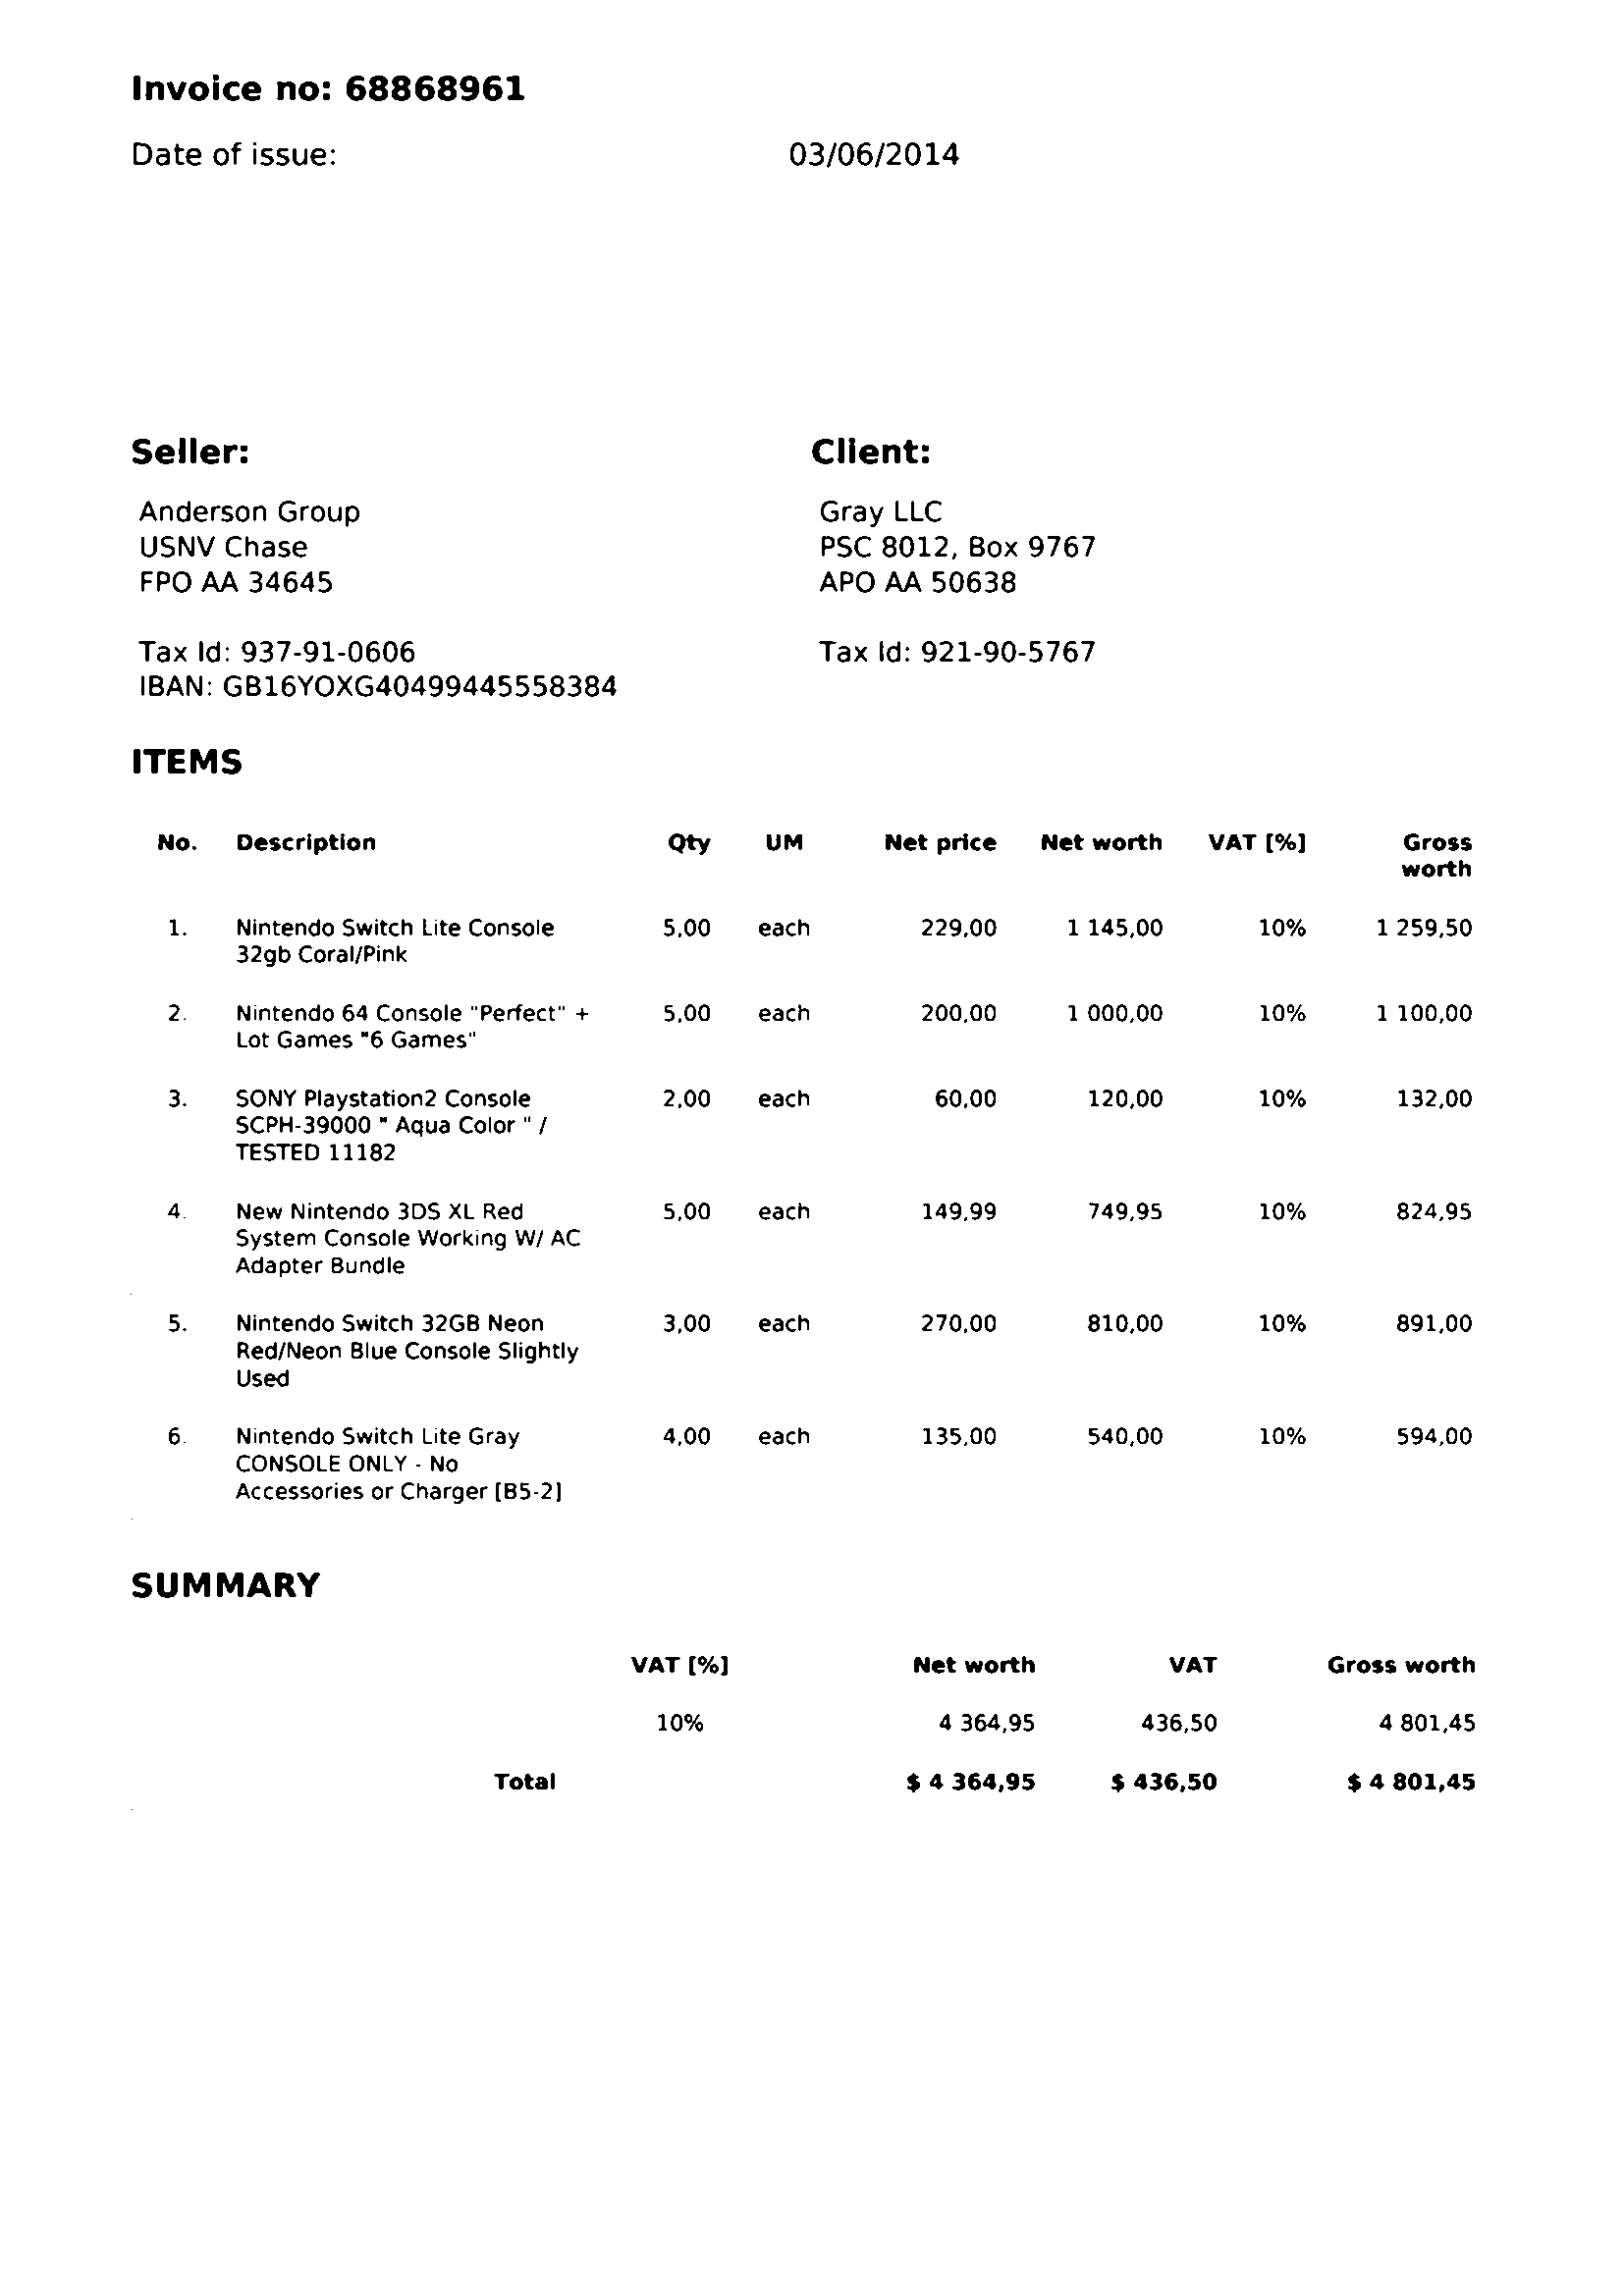 Invoice no: 68868961
Date of issue: 03/06/2014
Seller: Client:
Anderson Group Gray LLC
USNV Chase PSC 8012, Box 9767
FPO AA 34645 APO AA 50638
Tax Id: 937-91-0606 Tax Id: 921-90-5767
IBAN: GB16YOXG40499445558384
ITEMS
No. Description Qty UM Net price Net worth VAT [%] Gross
worth
1. Nintendo Switch Lite Console 5,00 each 229,00 1 145,00 10% 1 259,50
32gb Coral/Pink
2. Nintendo 64 Console "Perfect" + 5,00 each 200,00 1 000,00 10% 1 100,00
Lot Games "6 Games"
3. SONY Playstation2 Console 2,00 each 60,00 120,00 10% 132,00
SCPH-39000 " Aqua Color " /
TESTED 11182
4. New Nintendo 3DS XL Red 5,00 each 149,99 749,95 10% 824,95
System Console Working W/ AC
Adapter Bundle
5. Nintendo Switch 32GB Neon 3,00 each 270,00 810,00 10% 891,00
Red/Neon Blue Console Slightly
Used
6. Nintendo Switch Lite Gray 4,00 each 135,00 540,00 10% 594,00
CONSOLE ONLY - No
Accessories or Charger [B5-2]
SUMMARY
VAT [%] Net worth VAT Gross worth
10% 4 364,95 436,50 4 801,45
Total $ 4 364,95 $ 436,50 $ 4 801,45